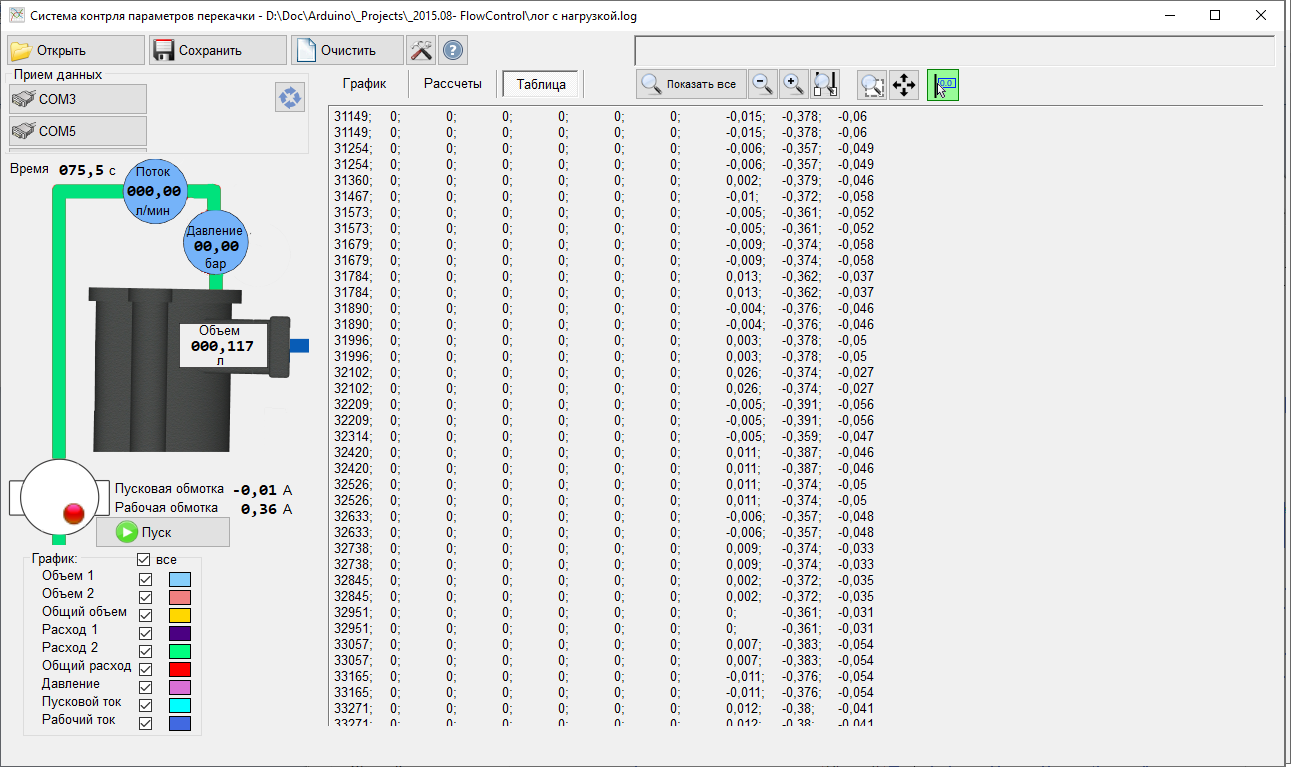 Система контрля параметров перекачки - D:\Doc\Arduino\_Projects\_2015.08- FlowControl\лог с нагрузкой.log
Открыть Сохранить Очистить
Прием данных
COM3
COM5
График Рассчеты Таблица Показать все 0.0
Время 075,5 с
Поток
000,00
л/мин
Давление
00,00
бар
Объем
000,117
л
Пусковая обмотка -0,01 А
Рабочая обмотка 0,36 А
Пуск
График: все
Объем 1
Объем 2
Общий объем
Расход 1
Расход 2
Общий расход
Давление
Пусковой ток
Рабочий ток
31149; 0; 0; 0; 0; 0; 0; -0,015; -0,378; -0,06
31149; 0; 0; 0; 0; 0; 0; -0,015; -0,378; -0,06
31254; 0; 0; 0; 0; 0; 0; -0,006; -0,357; -0,049
31254; 0; 0; 0; 0; 0; 0; -0,006; -0,357; -0,049
31360; 0; 0; 0; 0; 0; 0; 0,002; -0,379; -0,046
31467; 0; 0; 0; 0; 0; 0; -0,01; -0,372; -0,058
31573; 0; 0; 0; 0; 0; 0; -0,005; -0,361; -0,052
31573; 0; 0; 0; 0; 0; 0; -0,005; -0,361; -0,052
31679; 0; 0; 0; 0; 0; 0; -0,009; -0,374; -0,058
31679; 0; 0; 0; 0; 0; 0; -0,009; -0,374; -0,058
31784; 0; 0; 0; 0; 0; 0; 0,013; -0,362; -0,037
31784; 0; 0; 0; 0; 0; 0; 0,013; -0,362; -0,037
31890; 0; 0; 0; 0; 0; 0; -0,004; -0,376; -0,046
31890; 0; 0; 0; 0; 0; 0; -0,004; -0,376; -0,046
31996; 0; 0; 0; 0; 0; 0; 0,003; -0,378; -0,05
31996; 0; 0; 0; 0; 0; 0; 0,003; -0,378; -0,05
32102; 0; 0; 0; 0; 0; 0; 0,026; -0,374; -0,027
32102; 0; 0; 0; 0; 0; 0; 0,026; -0,374; -0,027
32209; 0; 0; 0; 0; 0; 0; -0,005; -0,391; -0,056
32209; 0; 0; 0; 0; 0; 0; -0,005; -0,391; -0,056
32314; 0; 0; 0; 0; 0; 0; -0,005; -0,359; -0,047
32420; 0; 0; 0; 0; 0; 0; 0,011; -0,387; -0,046
32420; 0; 0; 0; 0; 0; 0; 0,011; -0,387; -0,046
32526; 0; 0; 0; 0; 0; 0; 0,011; -0,374; -0,05
32526; 0; 0; 0; 0; 0; 0; 0,011; -0,374; -0,05
32633; 0; 0; 0; 0; 0; 0; -0,006; -0,357; -0,048
32633; 0; 0; 0; 0; 0; 0; -0,006; -0,357; -0,048
32738; 0; 0; 0; 0; 0; 0; 0,009; -0,374; -0,033
32738; 0; 0; 0; 0; 0; 0; 0,009; -0,374; -0,033
32845; 0; 0; 0; 0; 0; 0; 0,002; -0,372; -0,035
32845; 0; 0; 0; 0; 0; 0; 0,002; -0,372; -0,035
32951; 0; 0; 0; 0; 0; 0; 0; -0,361; -0,031
32951; 0; 0; 0; 0; 0; 0; 0; -0,361; -0,031
33057; 0; 0; 0; 0; 0; 0; 0,007; -0,383; -0,054
33057; 0; 0; 0; 0; 0; 0; 0,007; -0,383; -0,054
33165; 0; 0; 0; 0; 0; 0; -0,011; -0,376; -0,054
33165; 0; 0; 0; 0; 0; 0; -0,011; -0,376; -0,054
33271; 0; 0; 0; 0; 0; 0; 0,012; -0,38; -0,041
33271; 0; 0; 0; 0; 0; 0; 0,012; -0,38; -0,041